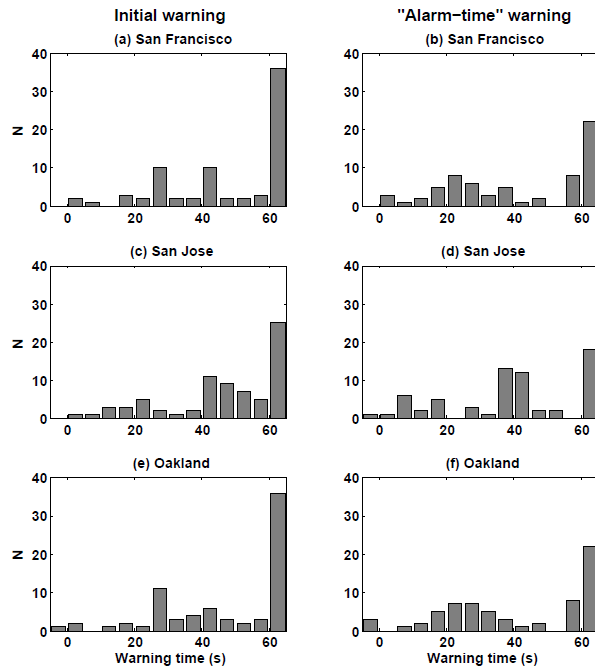 Initial warning
"Alarm−time" warning
(a) San Francisco
(b) San Francisco
40
30
20
10
0
N
0 20 40 60
40
30
20
10
0
0 20 40 60
(c) San Jose
(d) San Jose
40
30
20
10
0
N
0 20 40 60
40
30
20
10
0
0 20 40 60
(e) Oakland
(f) Oakland
40
30
20
10
0
N
0 20 40 60
Warning time (s)
40
30
20
10
0
0 20 40 60
Warning time (s)